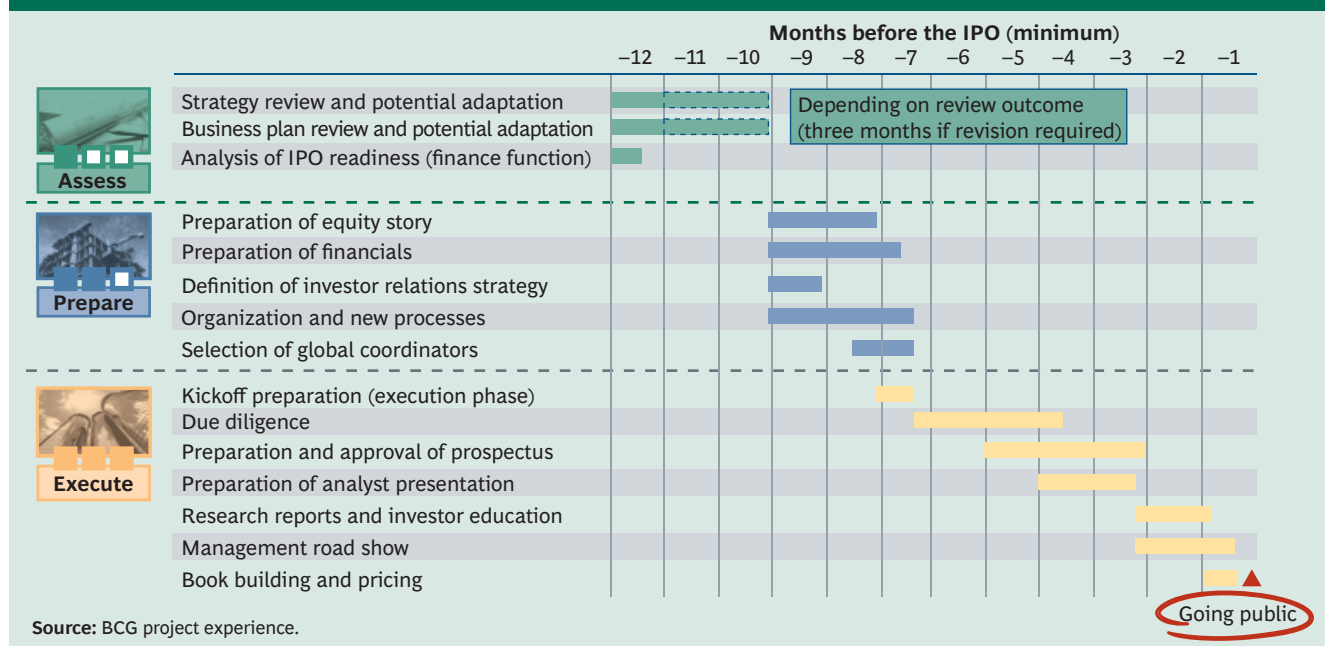 Months before the IPO (minimum)
–12 –11 –10 –9 –8 –7 –6 –5 –4 –3 –2 –1
Strategy review and potential adaptation
Business plan review and potential adaptation
Analysis of IPO readiness (finance function)
Depending on review outcome
(three months if revision required)
Assess
Preparation of equity story
Preparation of financials
Definition of investor relations strategy
Organization and new processes
Selection of global coordinators
Prepare
Kickoff preparation (execution phase)
Due diligence
Preparation and approval of prospectus
Preparation of analyst presentation
Research reports and investor education
Management road show
Book building and pricing
Execute
Going public
Source: BCG project experience.